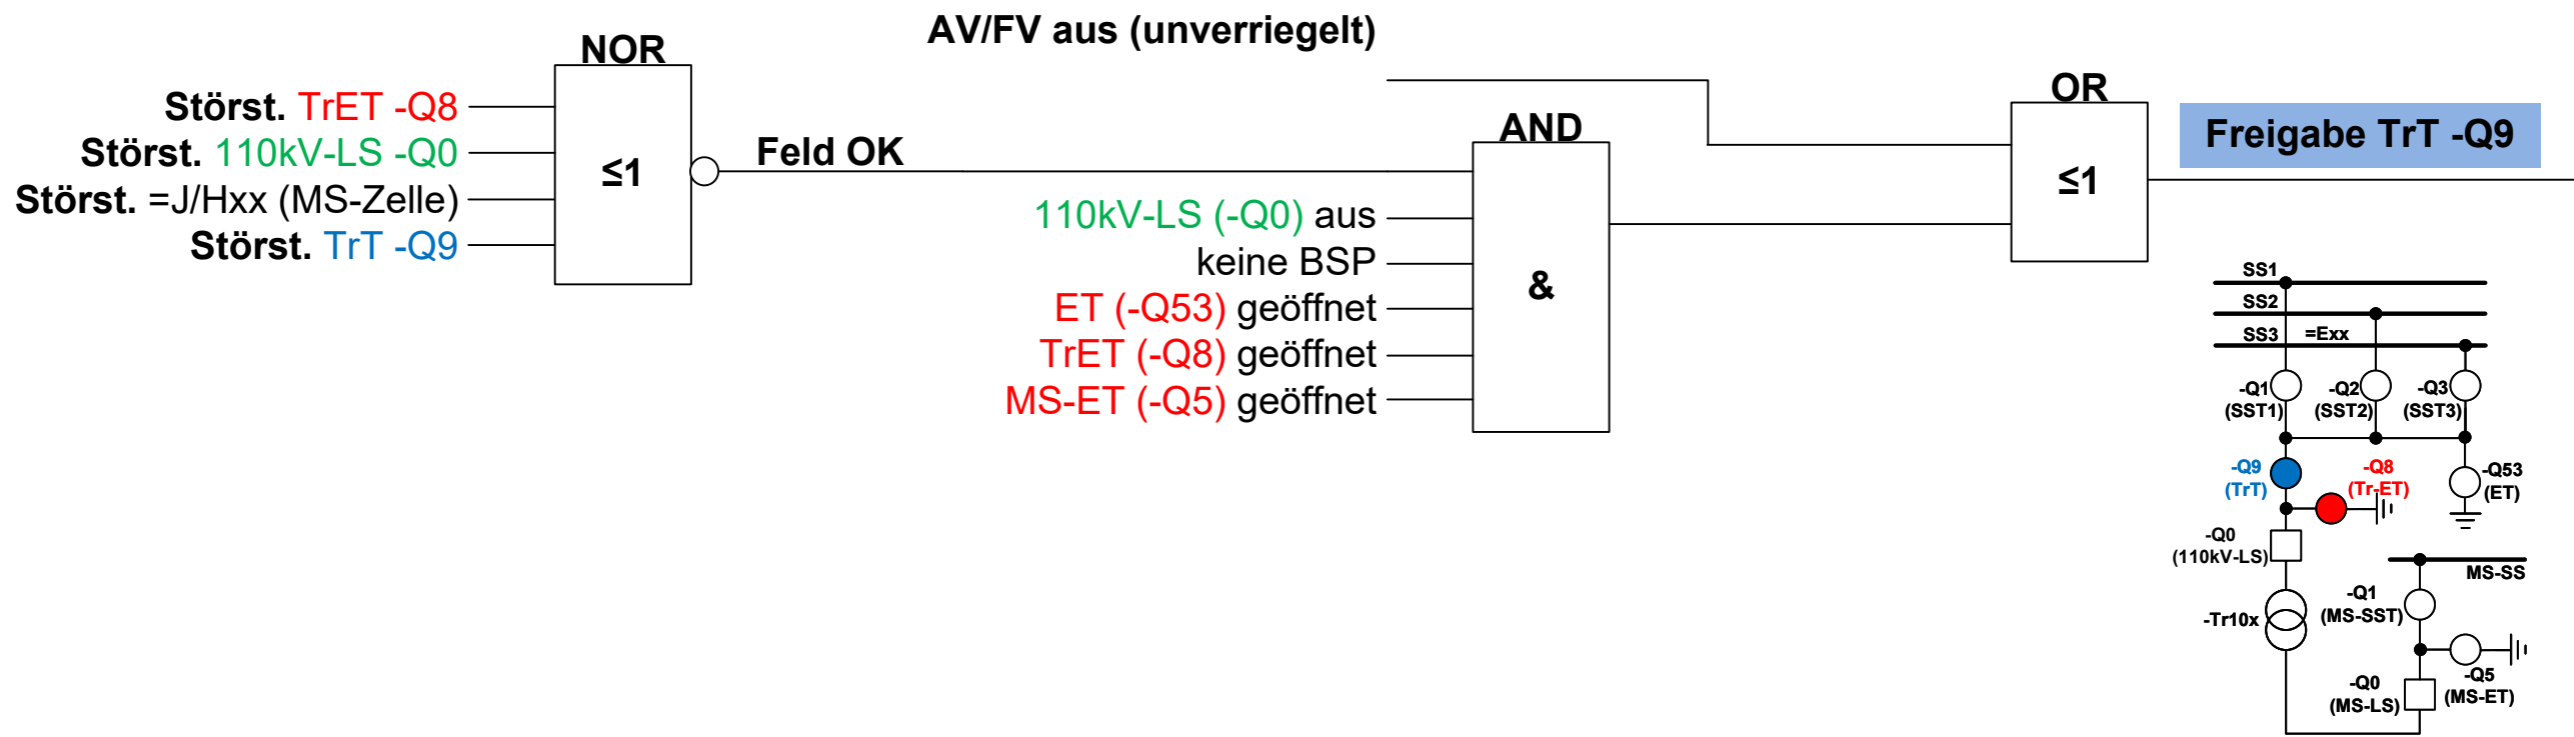 AV/FV aus (unverriegelt)
NOR
Störst. TrET -Q8
Störst. 110kV-LS -Q0
Störst. =J/Hxx (MS-Zelle)
Störst. TrT -Q9
≤1
Feld OK
AND
110kV-LS (-Q0) aus
keine BSP
ET (-Q53) geöffnet
TrET (-Q8) geöffnet
MS-ET (-Q5) geöffnet
&
OR
≤1
Freigabe TrT -Q9
SS1
SS2
SS3 =Exx
-Q1
(SST1)
-Q2
(SST2)
-Q3
(SST3)
-Q9
(TrT)
-Q8
(Tr-ET)
-Q53
(ET)
-Q0
(110kV-LS)
MS-SS
-Q1
(MS-SST)
-Tr10x
-Q5
(MS-ET)
-Q0
(MS-LS)